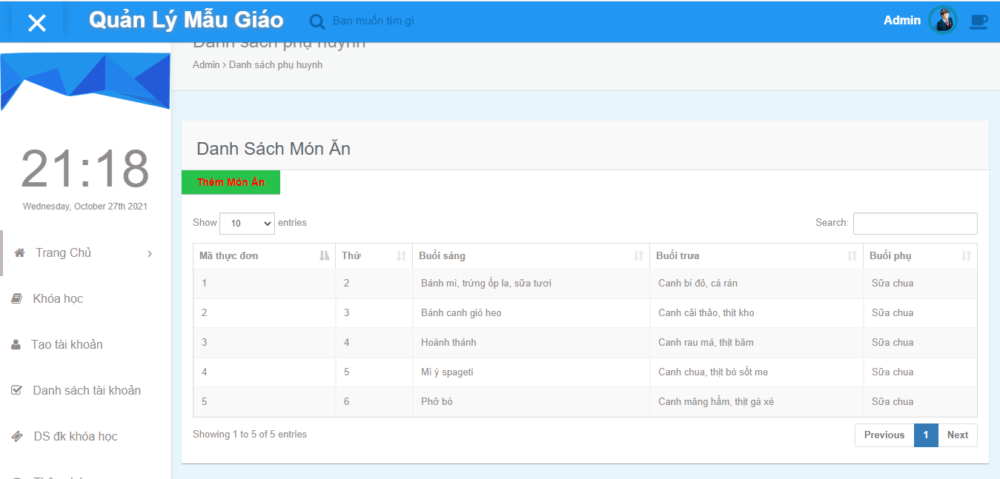 Quản Lý Mẫu Giáo
Bạn muốn tìm gì
Admin
Danh sách phụ huynh
Admin > Danh sách phụ huynh
21:18
Wednesday, October 27th 2021
Trang Chủ
Khóa học
Tạo tài khoản
Danh sách tài khoản
DS đk khóa học
Danh Sách Món Ăn
Thêm Món Ăn
Show 10 entries
Search:
Mã thực đơn Thứ Buổi sáng Buổi trưa Buổi phụ
1 2 Bánh mì, trứng ốp la, sữa tươi Canh bí đỏ, cá rán Sữa chua
2 3 Bánh canh giò heo Canh cải thảo, thịt kho Sữa chua
3 4 Hoành thánh Canh rau má, thịt băm Sữa chua
4 5 Mì ý spageti Canh chua, thịt bò sốt me Sữa chua
5 6 Phở bò Canh măng hầm, thịt gà xé Sữa chua
Showing 1 to 5 of 5 entries
Previous 1 Next